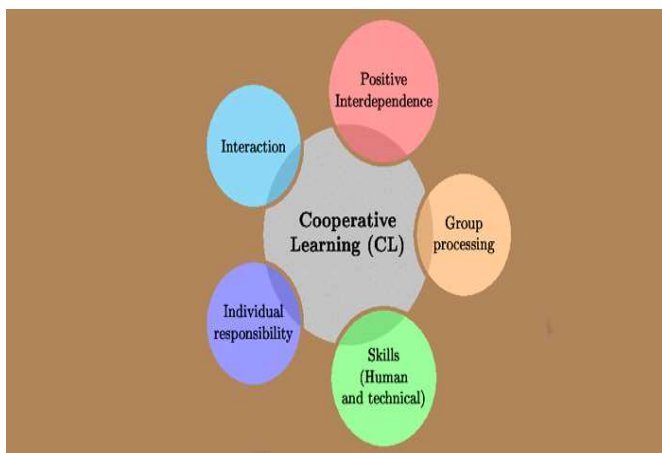 Positive
Interdependence
Interaction
Cooperative
Learning (CL)
Group
processing
Individual
responsibility
Skills
(Human
and technical)